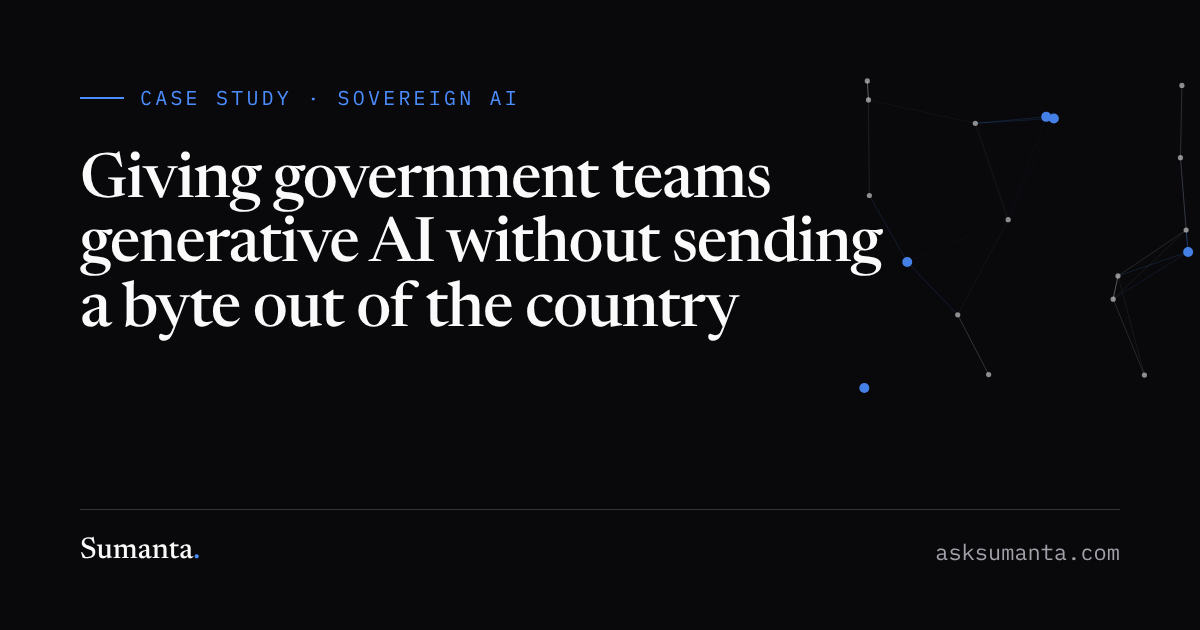 CASE STUDY · SOVEREIGN AI
Giving government teams
generative AI without sending
a byte out of the country
Sumanta.
asksumanta.com